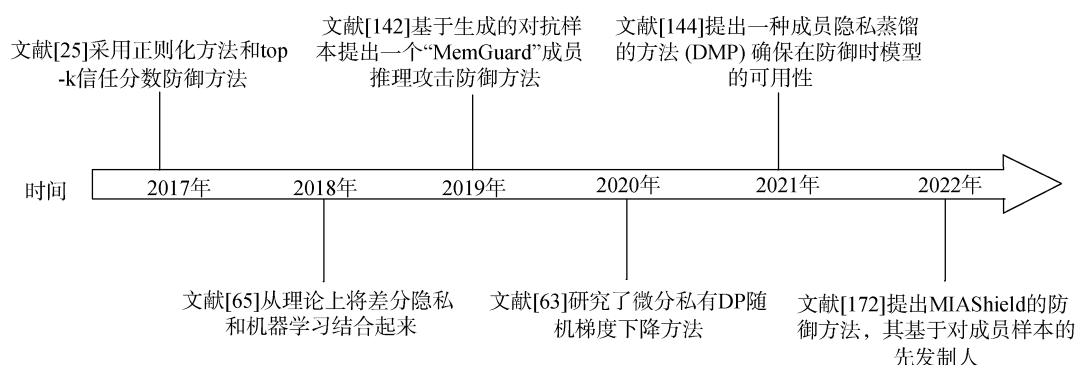 文献[25]采用正则化方法和top
-k信任分数防御方法
文献[142]基于生成的对抗样
本提出一个“MemGuard”成员
推理攻击防御方法
文献[144]提出一种成员隐私蒸馏
的方法 (DMP) 确保在防御时模型
的可用性
时间
2017年
2018年
2019年
2020年
2021年
2022年
文献[65]从理论上将差分隐私
和机器学习结合起来
文献[63]研究了微分私有DP随
机梯度下降方法
文献[172]提出MIAShield的防
御方法，其基于对成员样本的
先发制人